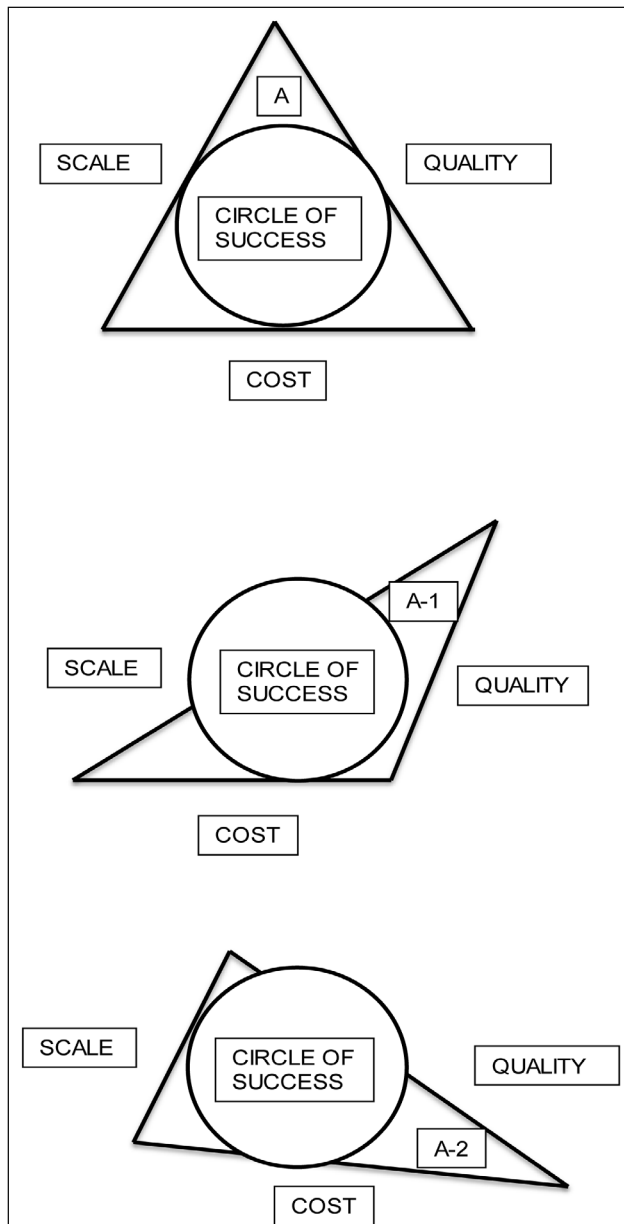 A
SCALE
QUALITY
CIRCLE OF
SUCCESS
COST
A-1
SCALE
CIRCLE OF
SUCCESS
QUALITY
COST
SCALE
CIRCLE OF
SUCCESS
QUALITY
A-2
COST